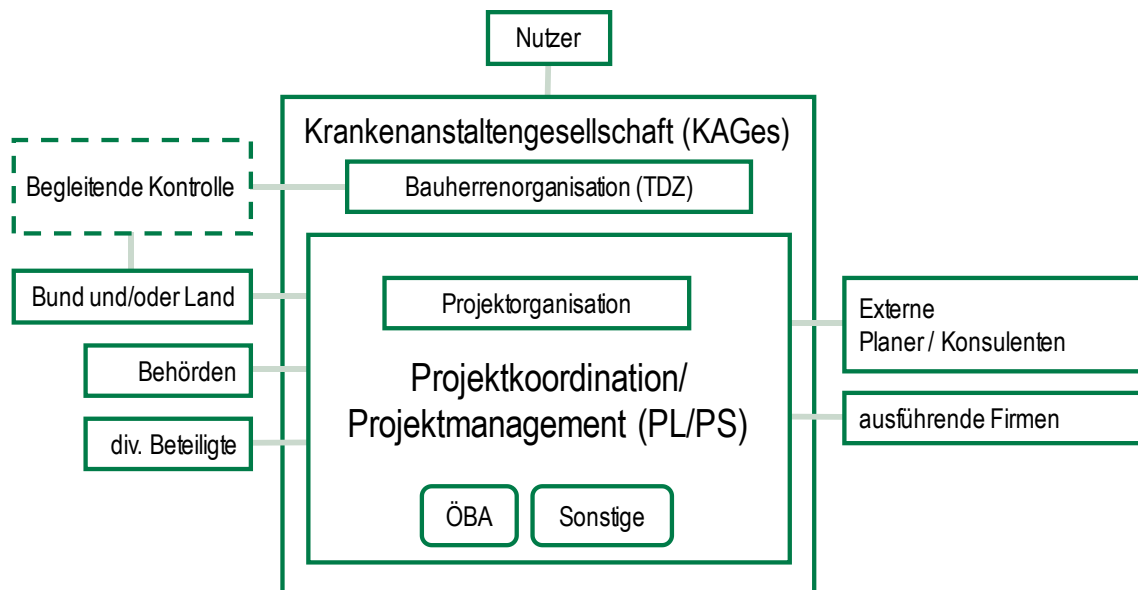 Nutzer
Krankenanstaltengesellschaft (KAGes)
Begleitende Kontrolle
Bauherrenorganisation (TDZ)
Bund und/oder Land
Projektorganisation
Externe
Planer / Konsulenten
Behörden
Projektkoordination/
Projektmanagement (PL/PS)
ausführende Firmen
div. Beteiligte
ÖBA
Sonstige